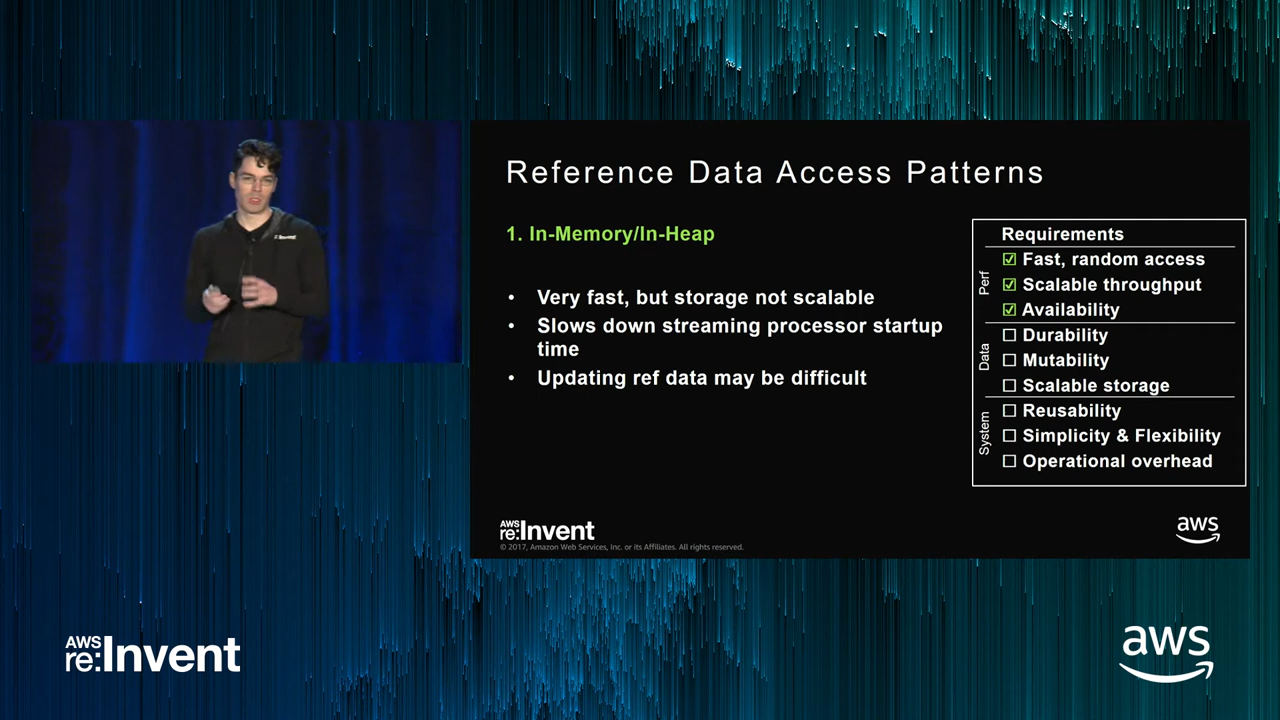 Reference Data Access Patterns
1. In-Memory/In-Heap
• Very fast, but storage not scalable
• Slows down streaming processor startup
time
• Updating ref data may be difficult
Requirements
Perf
☑ Fast, random access
☑ Scalable throughput
☑ Availability
Data
☐ Durability
☐ Mutability
☐ Scalable storage
System
☐ Reusability
☐ Simplicity & Flexibility
☐ Operational overhead
AWS
re:Invent
© 2017, Amazon Web Services, Inc. or its Affiliates. All rights reserved.
aws
re:Invent
AWS
re:Invent
aws